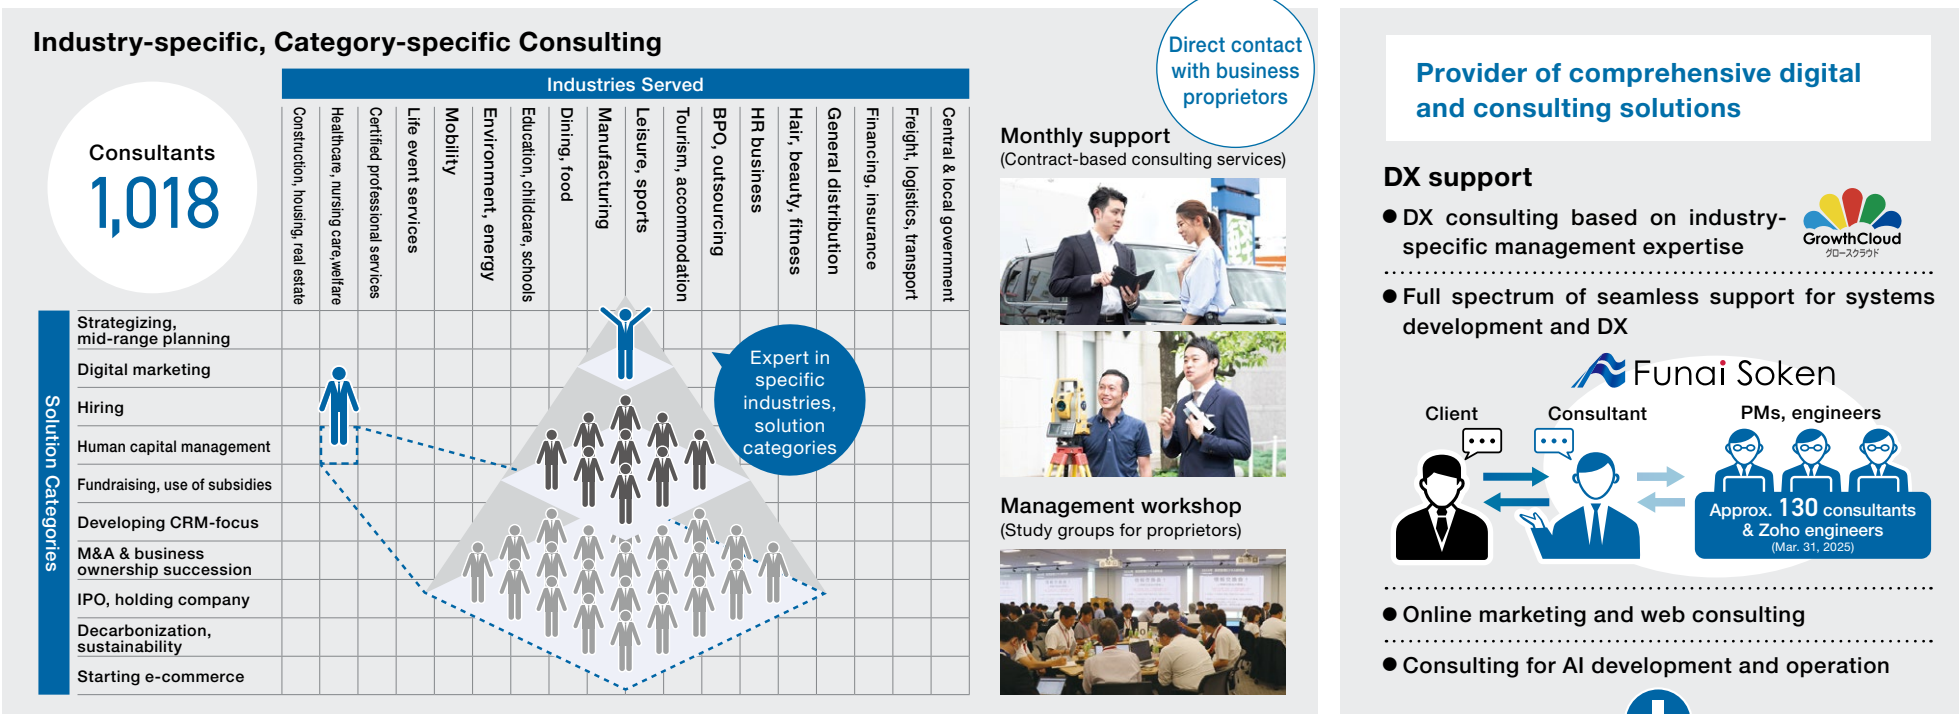 Industry-specific, Category-specific Consulting
Consultants
1,018
Industries Served
Construction, housing, real estate
Healthcare, nursing care, welfare
Certified professional services
Life event services
Mobility
Environment, energy
Education, childcare, schools
Dining, food
Manufacturing
Leisure, sports
Tourism, accommodation
BPO, outsourcing
HR business
Hair, beauty, fitness
General distribution
Financing, insurance
Freight, logistics, transport
Central & local government
Solution Categories
Strategizing,
mid-range planning
Digital marketing
Hiring
Human capital management
Fundraising, use of subsidies
Developing CRM-focus
M&A & business
ownership succession
IPO, holding company
Decarbonization,
sustainability
Starting e-commerce
Expert in
specific
industries,
solution
categories
Direct contact
with business
proprietors
Monthly support
(Contract-based consulting services)
Management workshop
(Study groups for proprietors)
Provider of comprehensive digital
and consulting solutions
DX support
● DX consulting based on industry-
specific management expertise
GrowthCloud
グロースクラウド
● Full spectrum of seamless support for systems
development and DX
Funai Soken
Client
Consultant
PMs, engineers
Approx. 130 consultants
& Zoho engineers
(Mar. 31, 2025)
● Online marketing and web consulting
● Consulting for AI development and operation